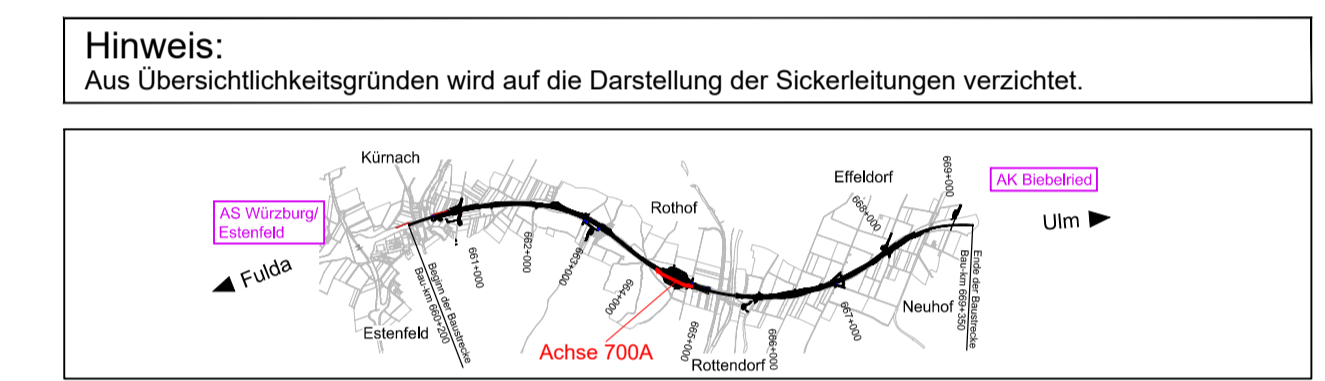 Hinweis:
Aus Übersichtlichkeitsgründen wird auf die Darstellung der Sickerleitungen verzichtet.
Kürnach
AS Würzburg/
Estenfeld
Fulda
Beginn der Baustrecke
Bau-km 660+200
Estenfeld
661+000
662+000
663+000
Rothof
664+000
Achse 700A
665+000
Rottendorf
666+000
667+000
Effeldorf
668+000
669+000
Neuhof
Ende der Baustrecke
Bau-km 669+350
AK Biebelried
Ulm